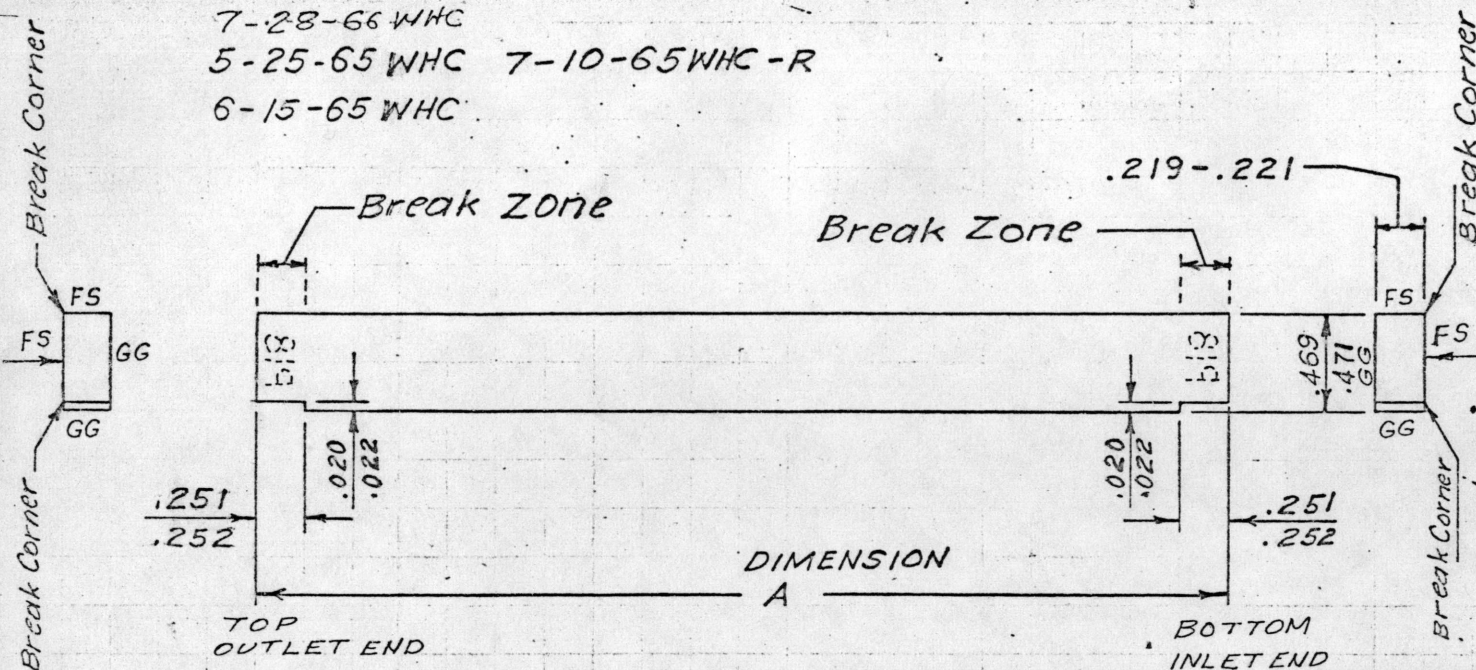 7-28-66 WHC
5-25-65 WHC 7-10-65 WHC-R
6-15-65 WHC
Break Corner
Break Corner
.219-.221
Break Zone
Break Zone
FS
FS
FS
GG
FS
GG
.469
.471
GG
GG
GG
.020
.022
.020
.022
.251
.252
.251
.252
Break Corner
Break Corner
DIMENSION
A
TOP
OUTLET END
BOTTOM
INLET END